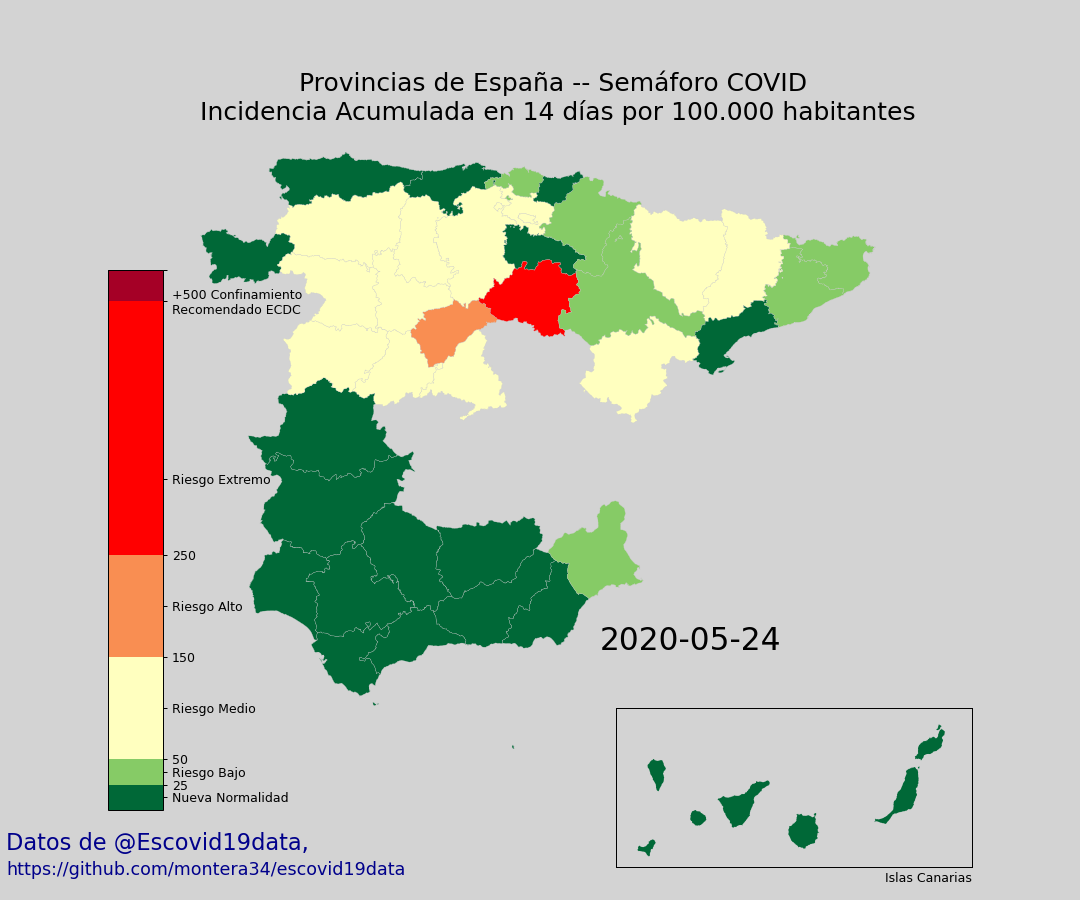 Provincias de España -- Semáforo COVID
Incidencia Acumulada en 14 días por 100.000 habitantes
+500 Confinamiento
Recomendado ECDC
Riesgo Extremo
250
Riesgo Alto
150
Riesgo Medio
50
Riesgo Bajo
25
Nueva Normalidad
2020-05-24
Islas Canarias
Datos de @Escovid19data,
https://github.com/montera34/escovid19data